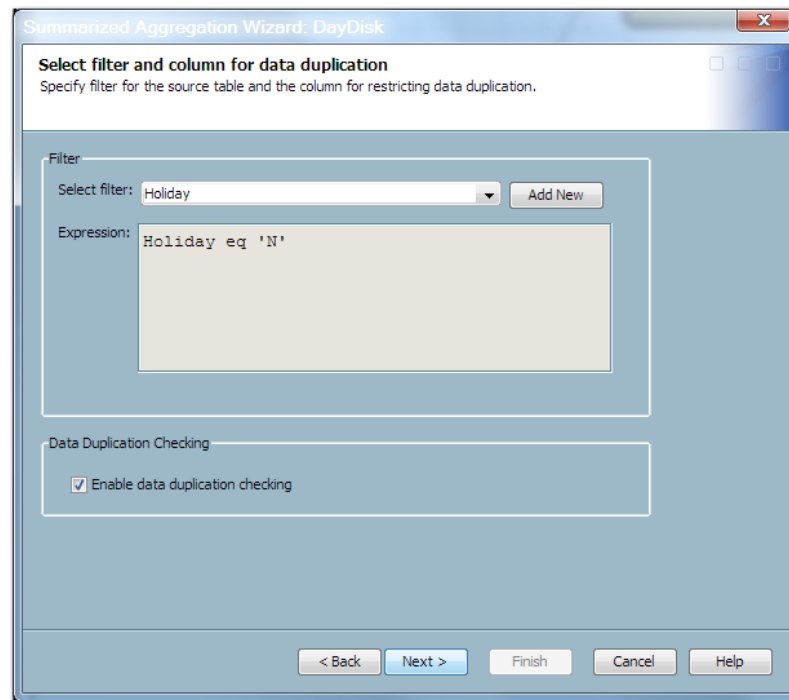 Summarized Aggregation Wizard: DayDisk
Select filter and column for data duplication
Specify filter for the source table and the column for restricting data duplication.
Filter
Select filter: Holiday Add New
Expression: Holiday eq 'N'
Data Duplication Checking
Enable data duplication checking
< Back Next > Finish Cancel Help